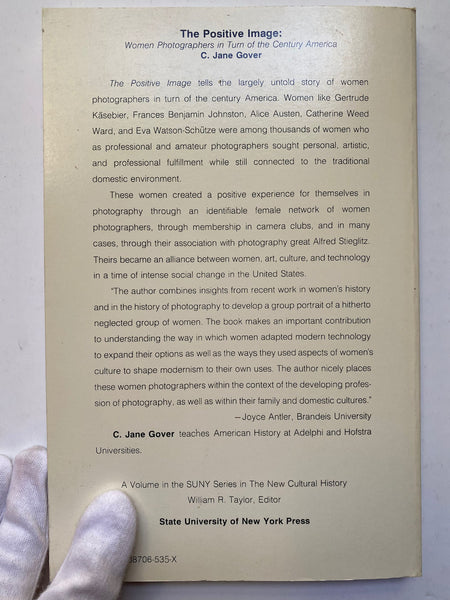 The Positive Image:
Women Photographers in Turn of the Century America
C. Jane Gover
The Positive Image tells the largely untold story of women
photographers in turn of the century America. Women like Gertrude
Käsebier, Frances Benjamin Johnston, Alice Austen, Catherine Weed
Ward, and Eva Watson-Schütze were among thousands of women who
as professional and amateur photographers sought personal, artistic,
and professional fulfillment while still connected to the traditional
domestic environment.
These women created a positive experience for themselves in
photography through an identifiable female network of women
photographers, through membership in camera clubs, and in many
cases, through their association with photography great Alfred Stieglitz.
Theirs became an alliance between women, art, culture, and technology
in a time of intense social change in the United States.
"The author combines insights from recent work in women's history
and in the history of photography to develop a group portrait of a hitherto
neglected group of women. The book makes an important contribution
to understanding the way in which women adapted modern technology
to expand their options as well as the ways they used aspects of women's
culture to shape modernism to their own uses. The author nicely places
these women photographers within the context of the developing profes-
sion of photography, as well as within their family and domestic cultures."
—Joyce Antler, Brandeis University
C. Jane Gover teaches American History at Adelphi and Hofstra
Universities.
A Volume in the SUNY Series in The New Cultural History
William R. Taylor, Editor
State University of New York Press
88706-535-X